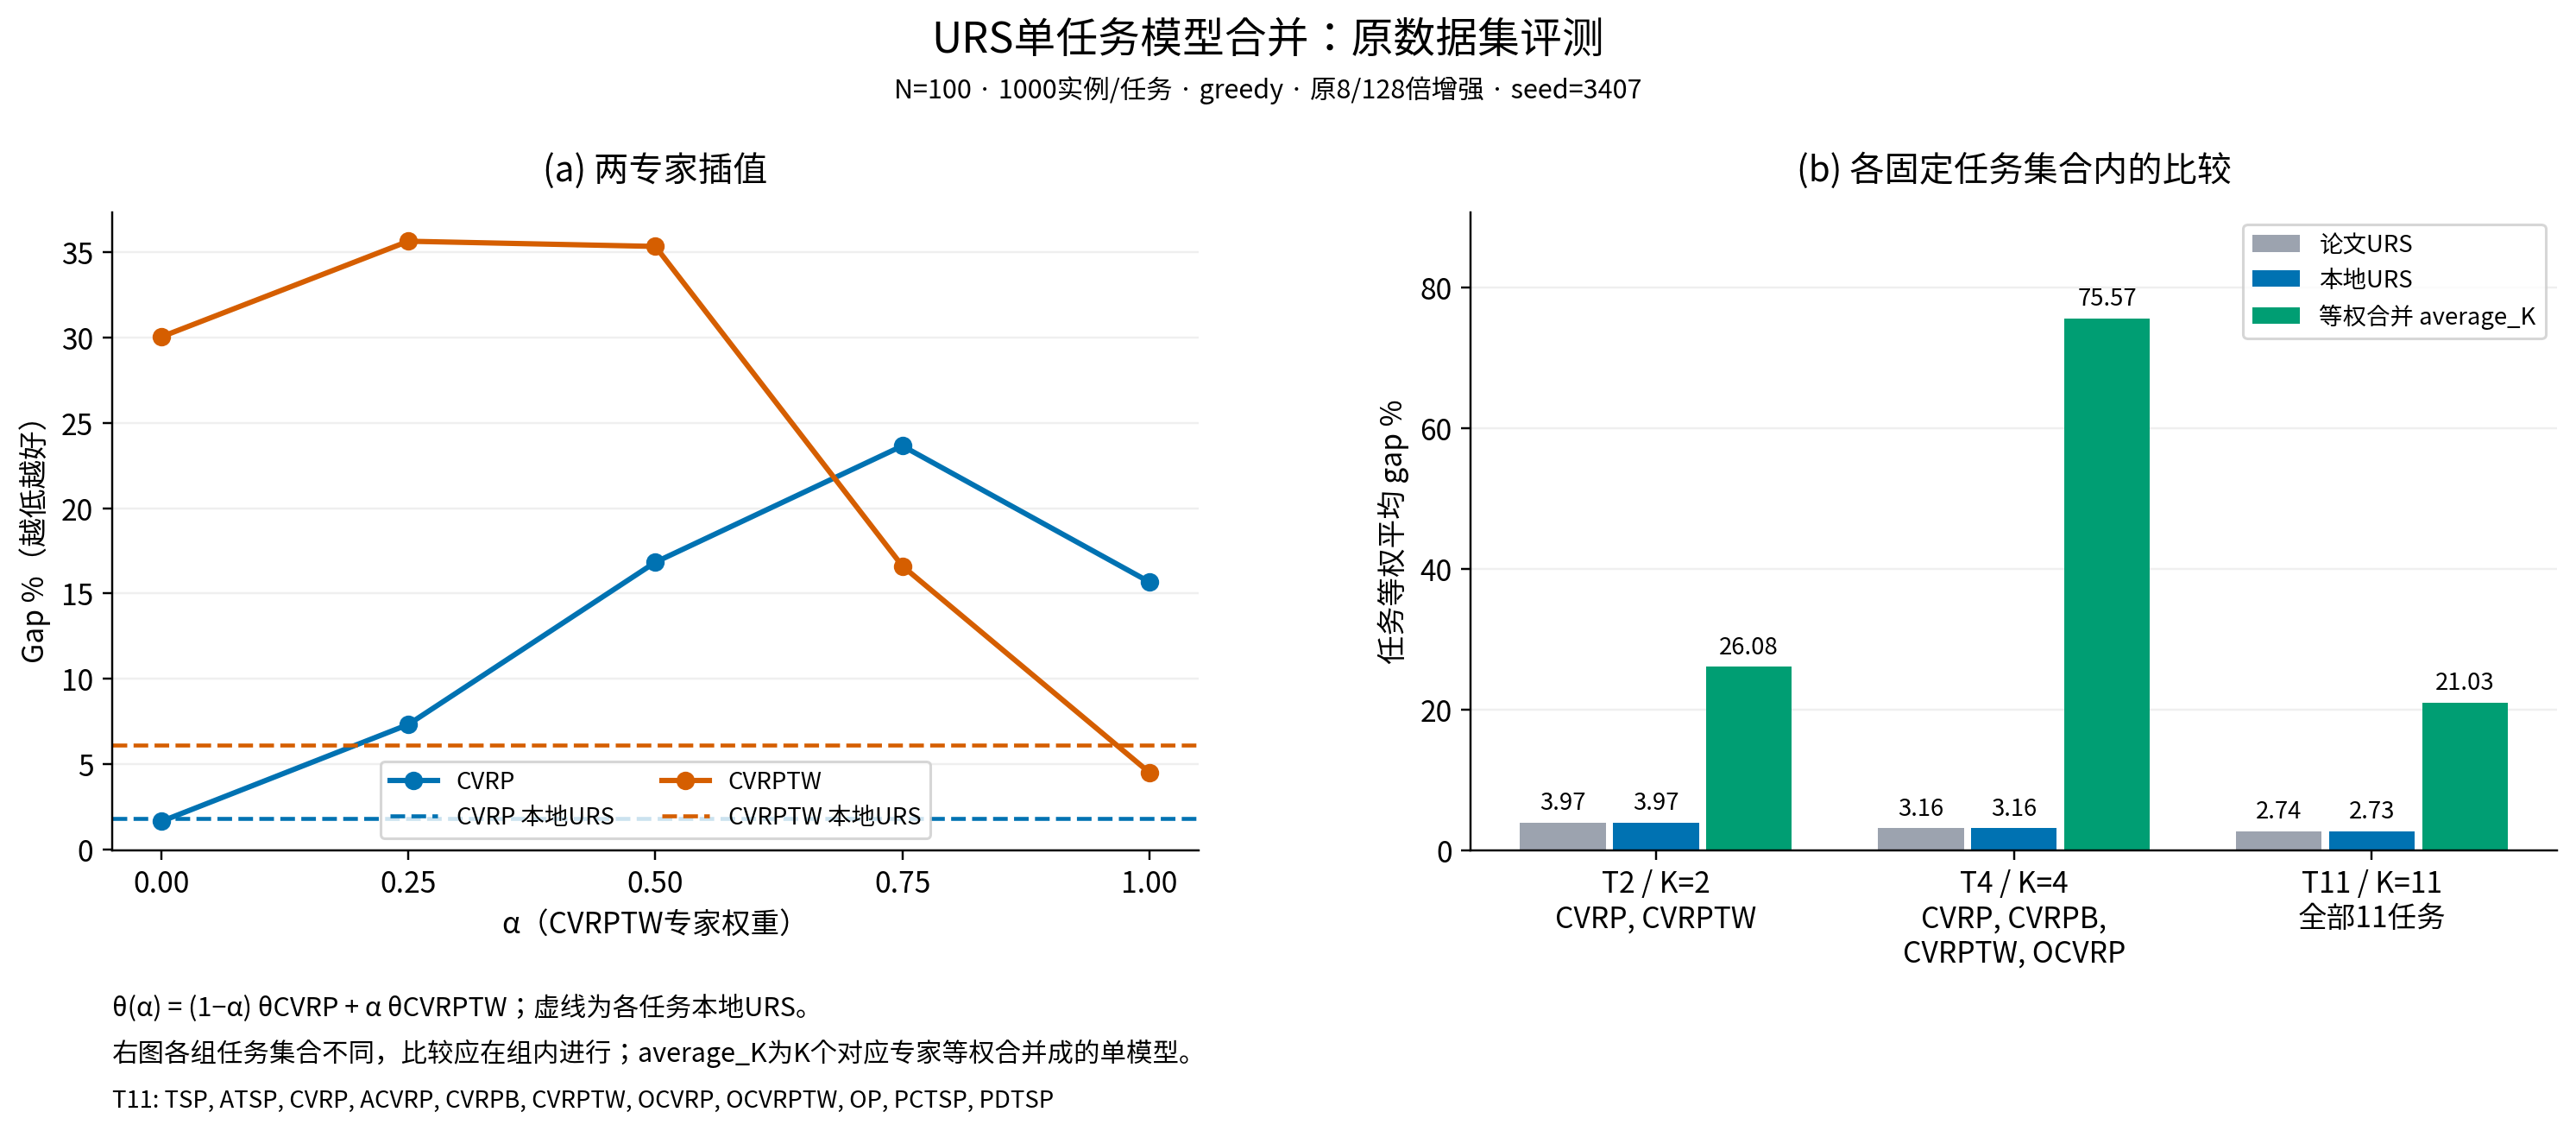 URS单任务模型合并：原数据集评测
N=100 · 1000实例/任务 · greedy · 原8/128倍增强 · seed=3407
(a) 两专家插值
Gap %（越低越好）
35
30
25
20
15
10
5
0
CVRP
CVRP 本地URS
CVRPTW
CVRPTW 本地URS
0.00 0.25 0.50 0.75 1.00
α（CVRPTW专家权重）
(b) 各固定任务集合内的比较
任务等权平均 gap %
80
60
40
20
0
论文URS
本地URS
等权合并 average_K
3.97 3.97 26.08
3.16 3.16 75.57
2.74 2.73 21.03
T2 / K=2
CVRP, CVRPTW
T4 / K=4
CVRP, CVRPB,
CVRPTW, OCVRP
T11 / K=11
全部11任务
θ(α) = (1−α) θCVRP + α θCVRPTW；虚线为各任务本地URS。
右图各组任务集合不同，比较应在组内进行；average_K为K个对应专家等权合并成的单模型。
T11: TSP, ATSP, CVRP, ACVRP, CVRPB, CVRPTW, OCVRP, OCVRPTW, OP, PCTSP, PDTSP